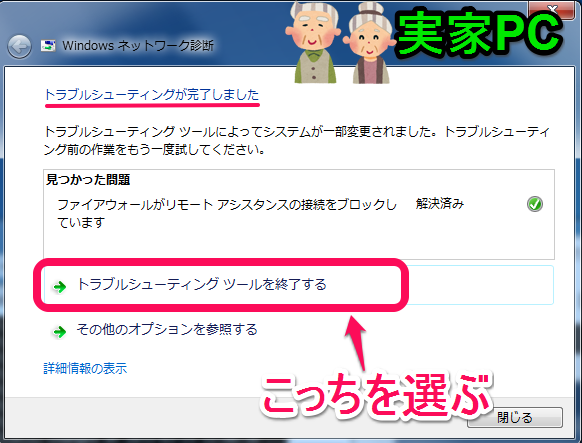 実家PC
Windows ネットワーク診断
トラブルシューティングが完了しました
トラブルシューティング ツールによってシステムが一部変更されました。トラブルシューティ
ング前の作業をもう一度試してください。
見つかった問題
ファイアウォールがリモート アシスタンスの接続をブロックし
ています
解決済み
トラブルシューティング ツールを終了する
その他のオプションを参照する
詳細情報の表示
こっちを選ぶ
閉じる